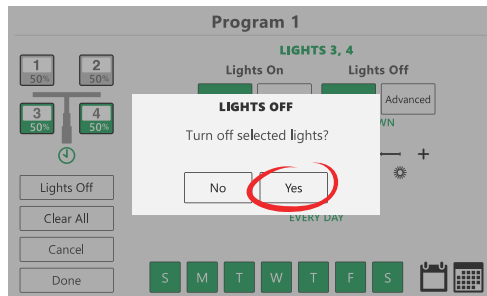 Program 1
LIGHTS 3, 4
Lights On Lights Off
1 50%
2 50%
3 50%
4 50%
Advanced
WN
LIGHTS OFF
Turn off selected lights?
No Yes
+
Lights Off
Clear All
Cancel
Done
EVERY DAY
S M T W T F S